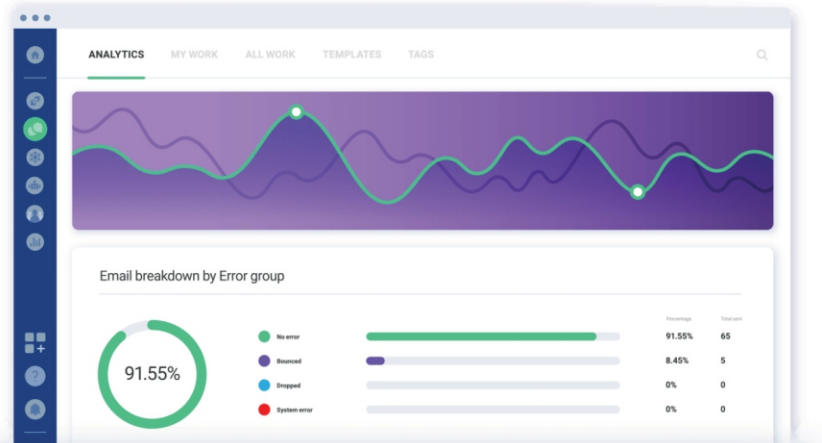 ANALYTICS MY WORK ALL WORK TEMPLATES TAGS
Email breakdown by Error group
Percentage Total sent
91.55%
No error 91.55% 65
Bounced 8.45% 5
Dropped 0% 0
System error 0% 0
?